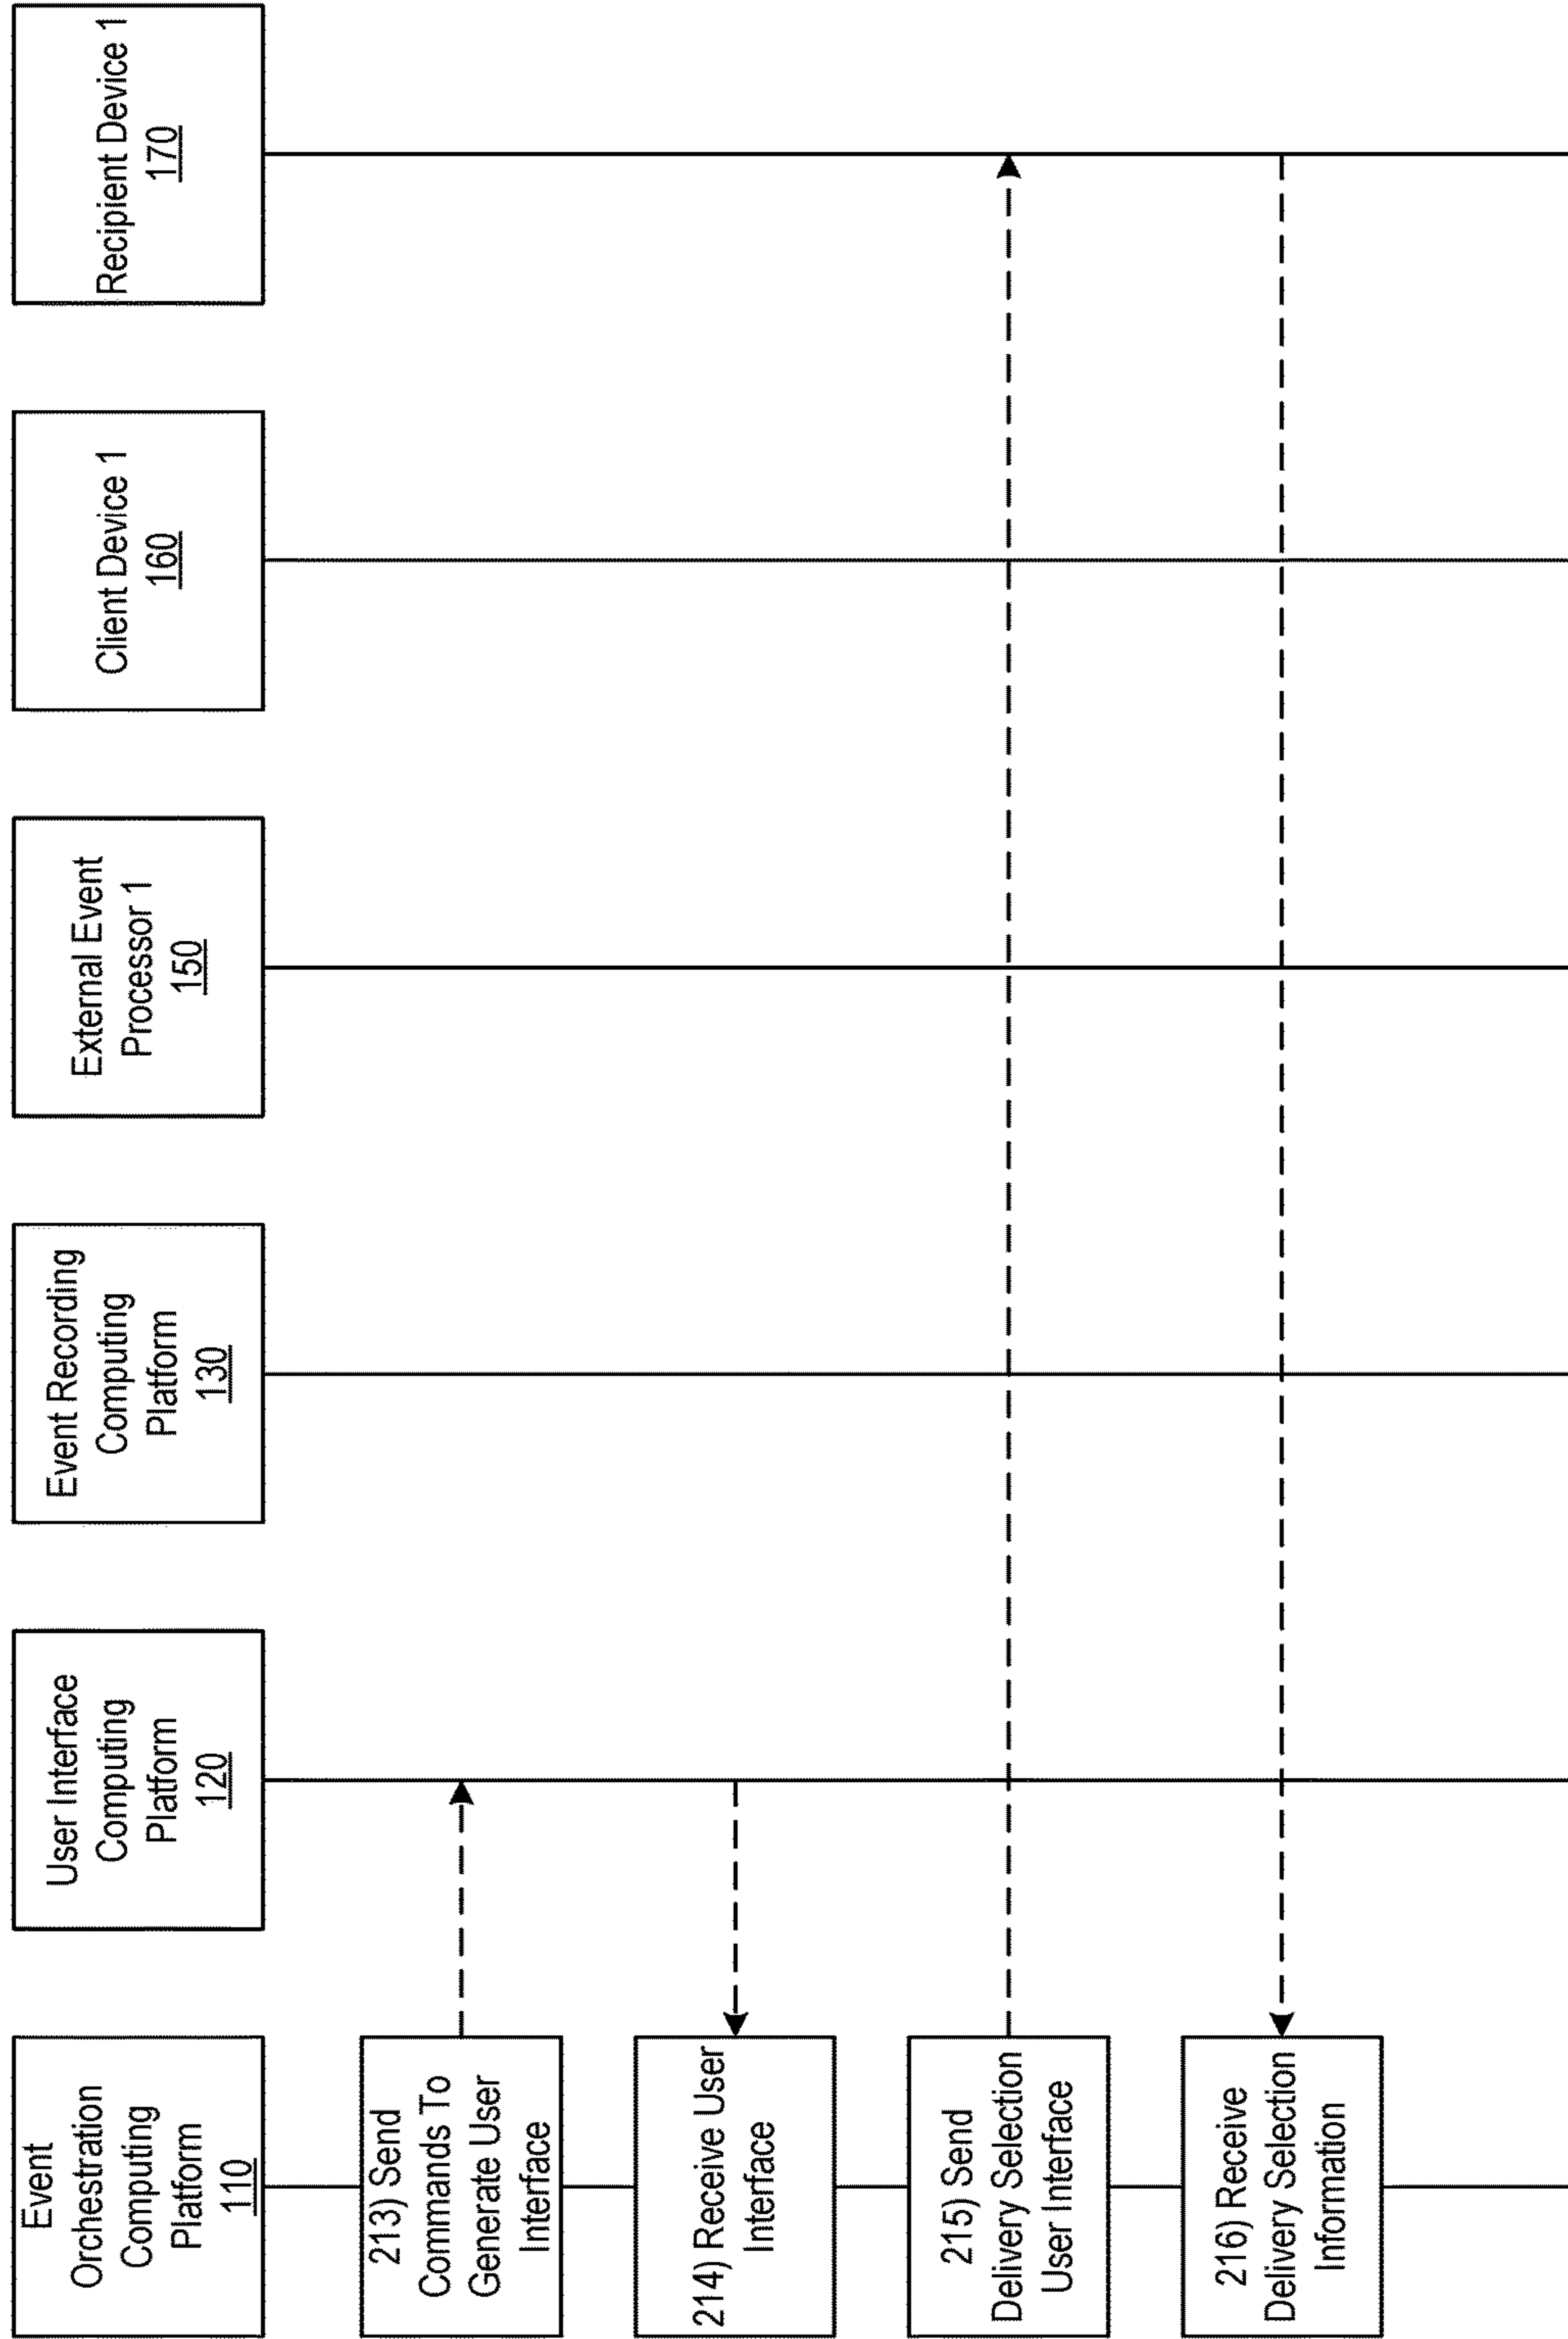 Event
Orchestration
Computing
Platform
110
User Interface
Computing
Platform
120
Event Recording
Computing
Platform
130
External Event
Processor 1
150
Client Device 1
160
Recipient Device 1
170
213) Send
Commands To
Generate User
Interface
214) Receive User
Interface
215) Send
Delivery Selection
User Interface
216) Receive
Delivery Selection
Information